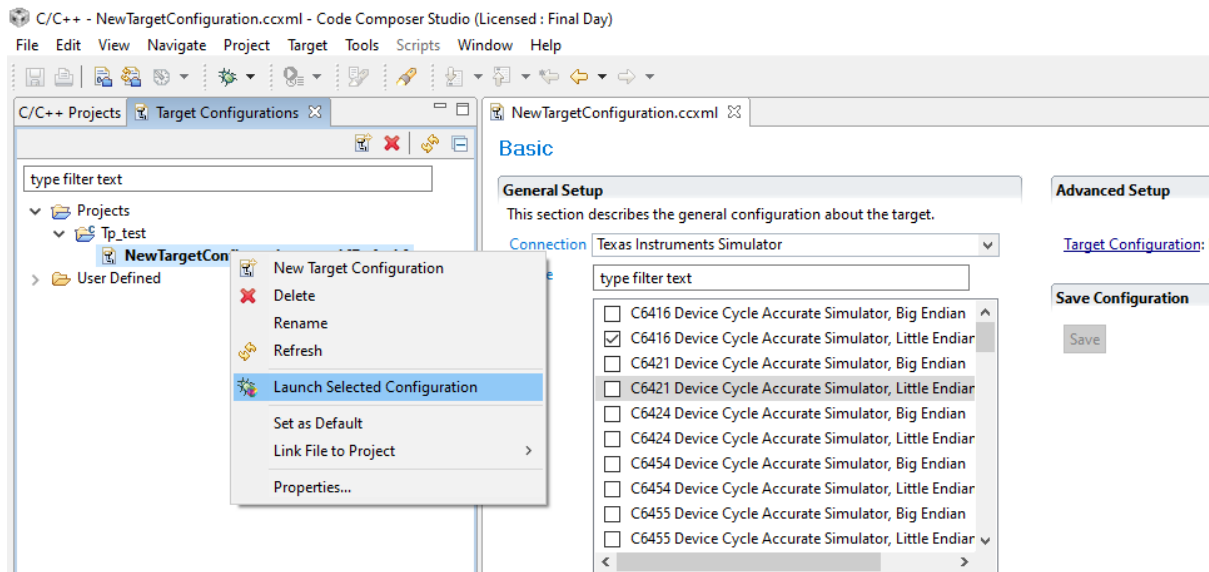 C/C++ - NewTargetConfiguration.ccxml - Code Composer Studio (Licensed : Final Day)
File Edit View Navigate Project Target Tools Scripts Window Help
C/C++ Projects Target Configurations
type filter text
Projects
Tp_test
NewTargetCon
User Defined
New Target Configuration
Delete
Rename
Refresh
Launch Selected Configuration
Set as Default
Link File to Project
Properties...
NewTargetConfiguration.ccxml
Basic
General Setup
This section describes the general configuration about the target.
Connection Texas Instruments Simulator
type filter text
C6416 Device Cycle Accurate Simulator, Big Endian
C6416 Device Cycle Accurate Simulator, Little Endian
C6421 Device Cycle Accurate Simulator, Big Endian
C6421 Device Cycle Accurate Simulator, Little Endian
C6424 Device Cycle Accurate Simulator, Big Endian
C6424 Device Cycle Accurate Simulator, Little Endian
C6454 Device Cycle Accurate Simulator, Big Endian
C6454 Device Cycle Accurate Simulator, Little Endian
C6455 Device Cycle Accurate Simulator, Big Endian
C6455 Device Cycle Accurate Simulator, Little Endian
Advanced Setup
Target Configuration:
Save Configuration
Save